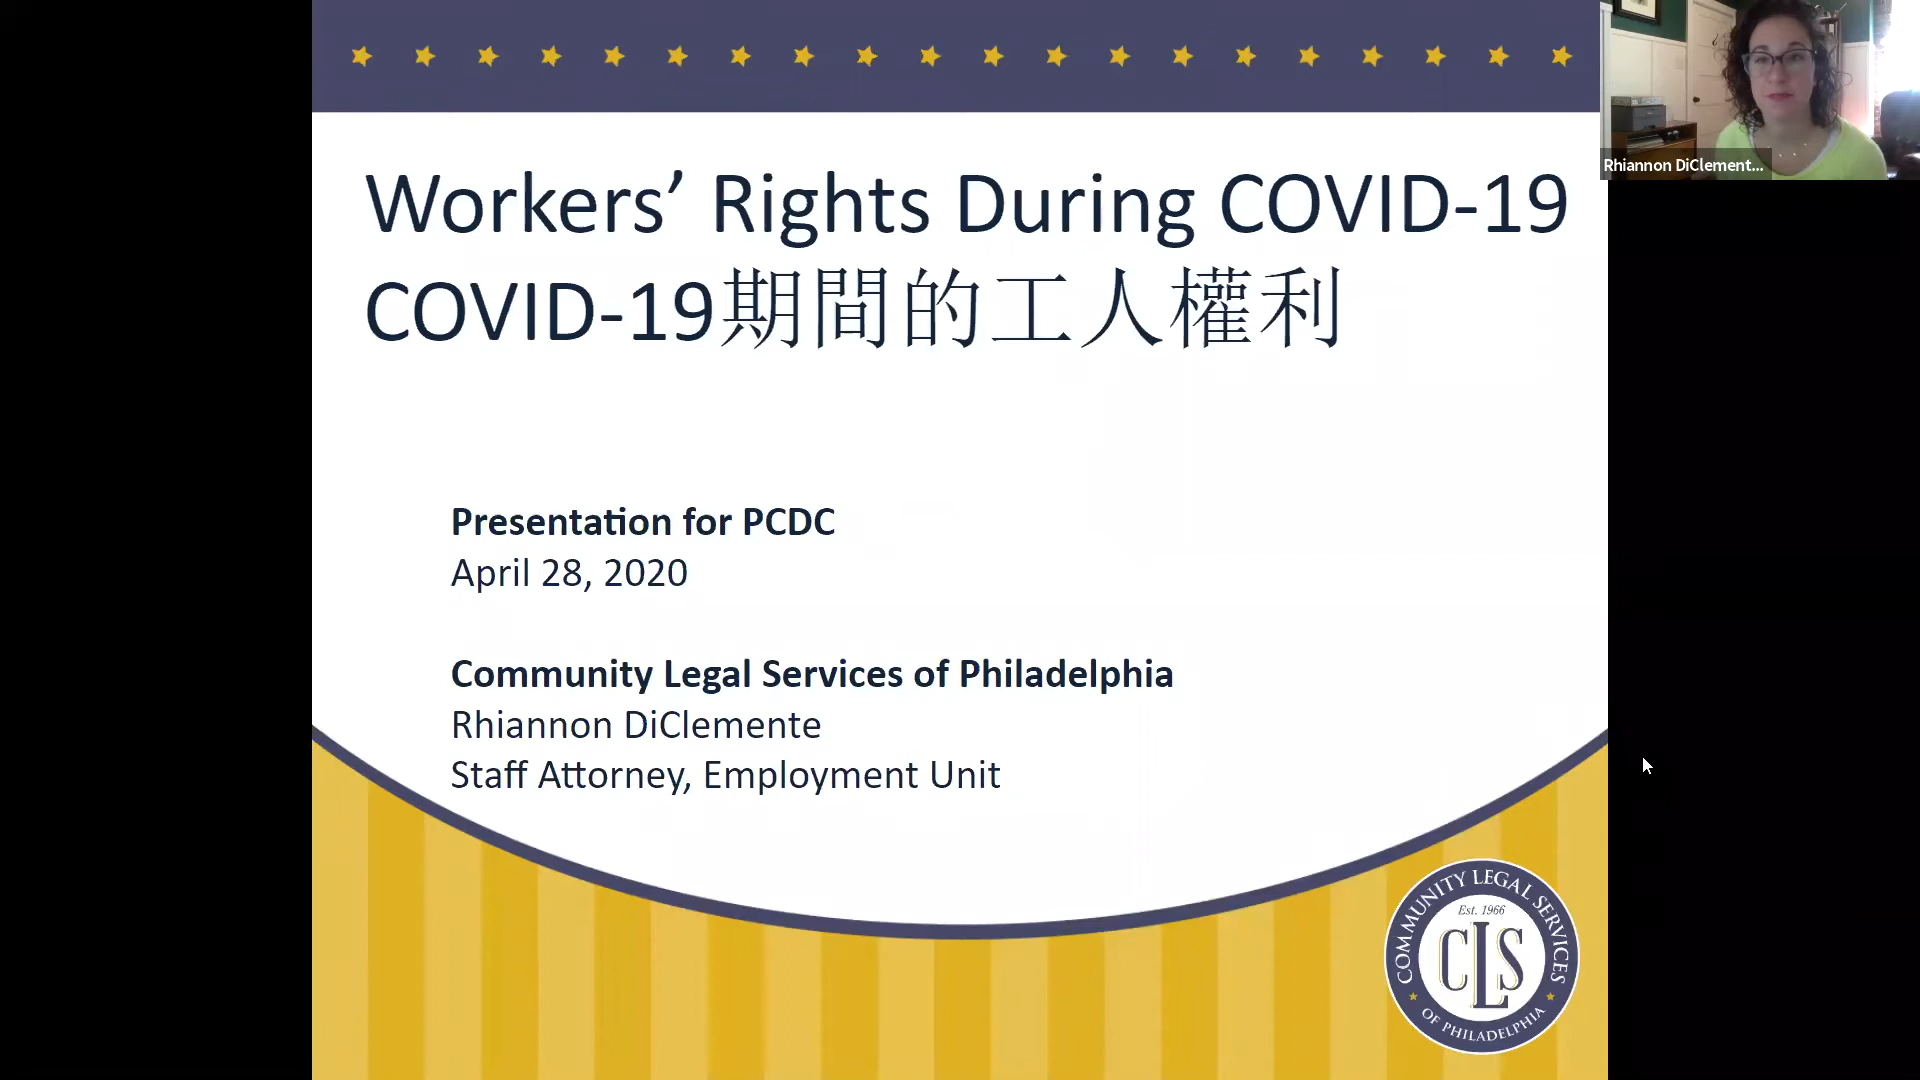 Workers’ Rights During COVID-19
COVID-19期間的工人權利
Presentation for PCDC
April 28, 2020
Community Legal Services of Philadelphia
Rhiannon DiClemente
Staff Attorney, Employment Unit
Rhiannon DiClement...
COMMUNITY LEGAL SERVICES
Est. 1966
CLS
OF PHILADELPHIA